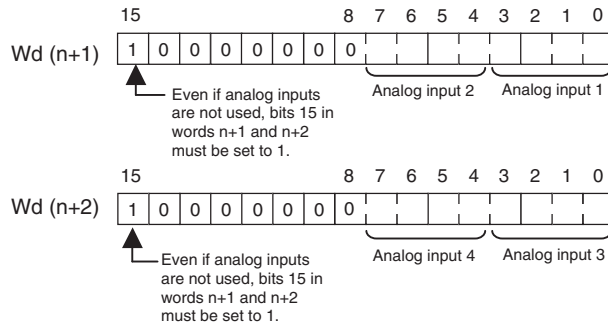 15 8 7 6 5 4 3 2 1 0
Wd (n+1) 1 0 0 0 0 0 0 0
Analog input 2 Analog input 1
Even if analog inputs
are not used, bits 15 in
words n+1 and n+2
must be set to 1.
15 8 7 6 5 4 3 2 1 0
Wd (n+2) 1 0 0 0 0 0 0 0
Analog input 4 Analog input 3
Even if analog inputs
are not used, bits 15 in
words n+1 and n+2
must be set to 1.